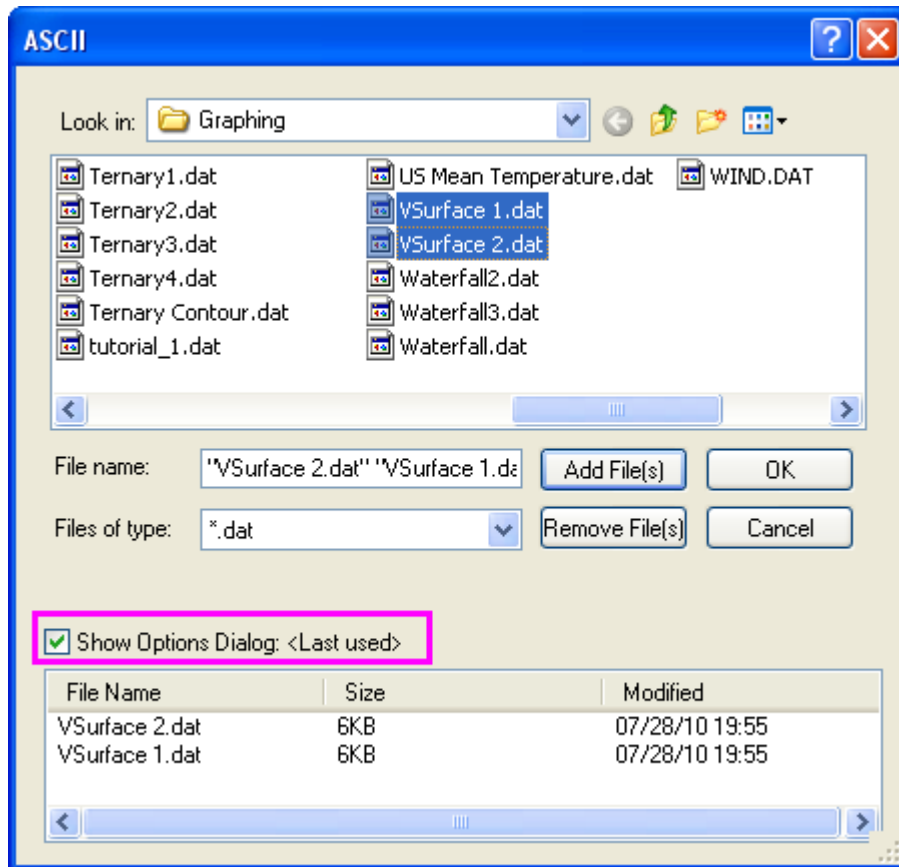 ASCII
Look in: Graphing
Ternary1.dat US Mean Temperature.dat WIND.DAT
Ternary2.dat VSurface 1.dat
Ternary3.dat VSurface 2.dat
Ternary4.dat Waterfall2.dat
Ternary Contour.dat Waterfall3.dat
tutorial_1.dat Waterfall.dat
File name: "VSurface 2.dat" "VSurface 1.da Add File(s) OK
Files of type: *.dat Remove File(s) Cancel
Show Options Dialog: <Last used>
File Name Size Modified
VSurface 2.dat 6KB 07/28/10 19:55
VSurface 1.dat 6KB 07/28/10 19:55